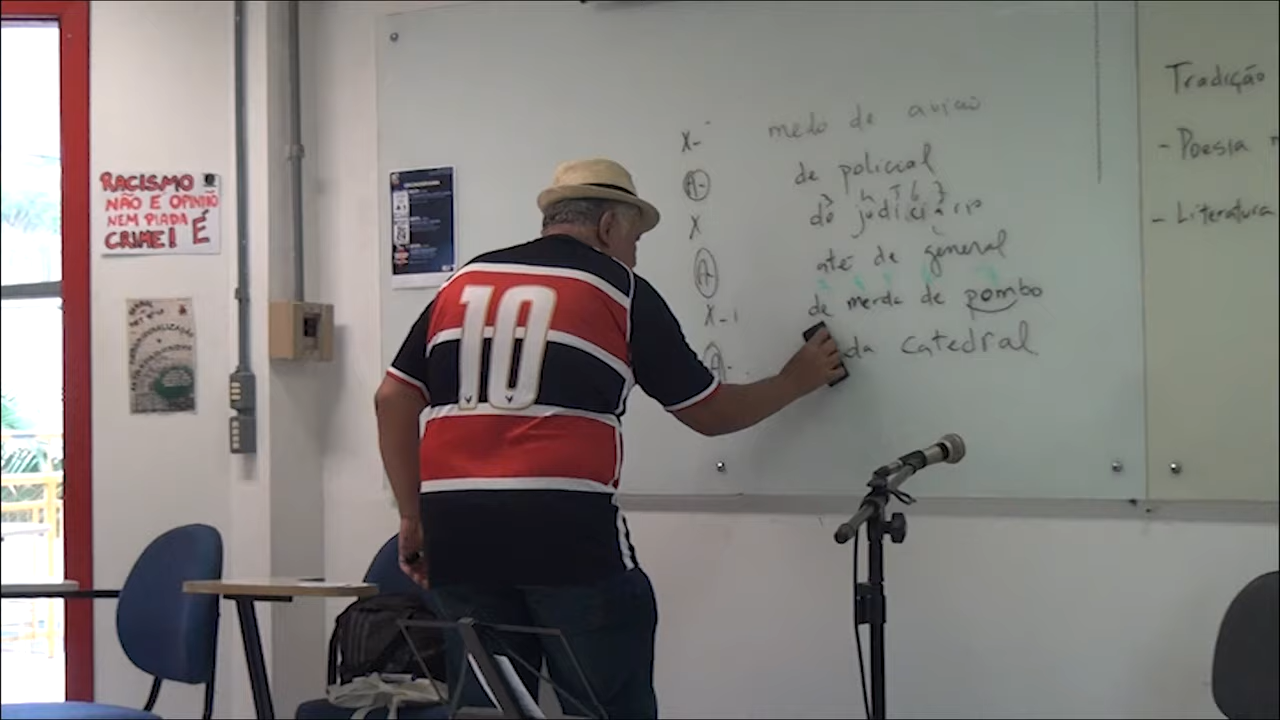 RACISMO
NÃO E OPINIÃO
NEM PIADA
CRIME! É
10
X-
medo de avião
A-
de policial
X
do judiciário
A-
até de general
X-1
de merda de pombo
A-
da catedral
Tradição
- Poesia
- Literatura